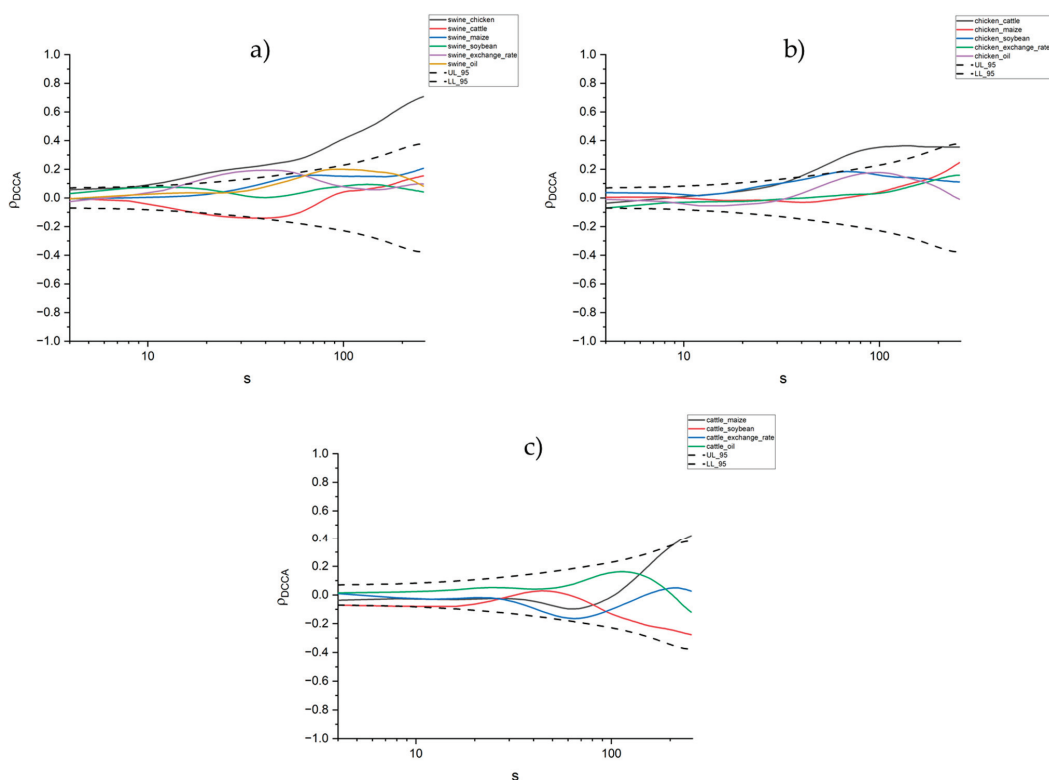 a)
swine_chicken
swine_cattle
swine_maize
swine_soybean
swine_exchange_rate
swine_oil
UL_95
LL_95
1.0
0.8
0.6
0.4
0.2
0.0
−0.2
−0.4
−0.6
−0.8
−1.0
ρDCCA
10
100
s
b)
chicken_cattle
chicken_maize
chicken_soybean
chicken_exchange_rate
chicken_oil
UL_95
LL_95
1.0
0.8
0.6
0.4
0.2
0.0
−0.2
−0.4
−0.6
−0.8
−1.0
ρDCCA
10
100
s
c)
cattle_maize
cattle_soybean
cattle_exchange_rate
cattle_oil
UL_95
LL_95
1.0
0.8
0.6
0.4
0.2
0.0
−0.2
−0.4
−0.6
−0.8
−1.0
ρDCCA
10
100
s